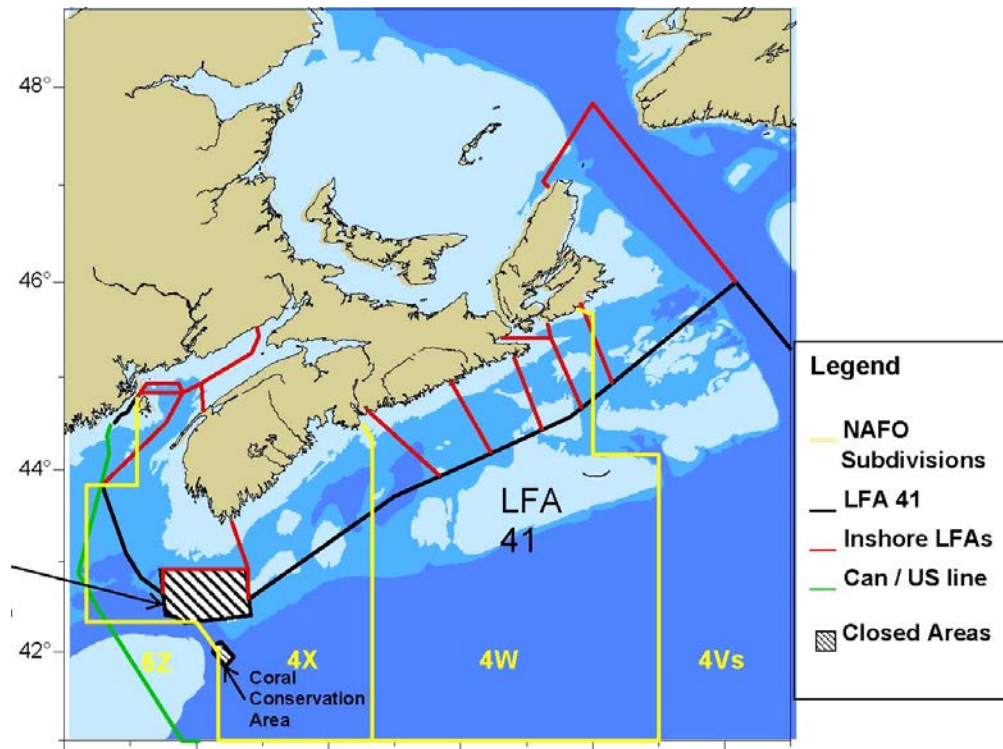 48°
46°
44°
42°
LFA
41
5Z
4X
4W
4Vs
Coral
Conservation
Area
Legend
NAFO
Subdivisions
LFA 41
Inshore LFAs
Can / US line
Closed Areas